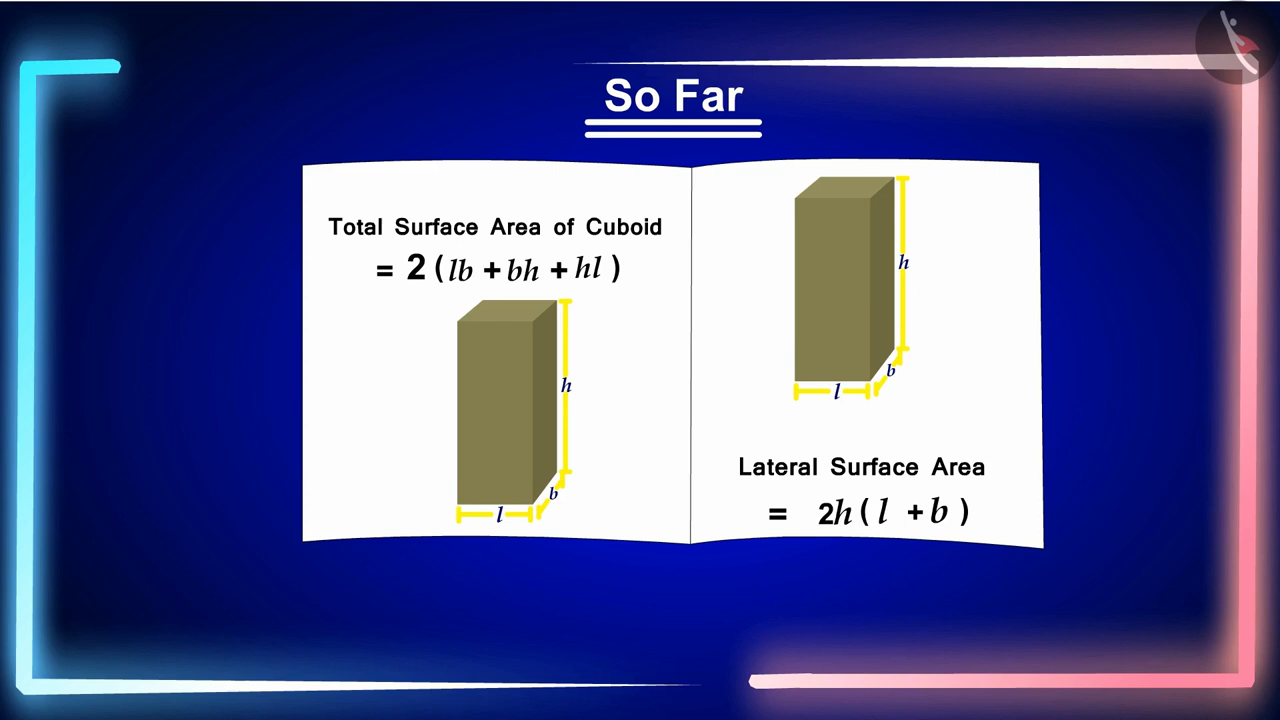 So Far
Total Surface Area of Cuboid
= 2 ( lb + bh + hl )
h
b
l
h
b
l
Lateral Surface Area
= 2h ( l + b )